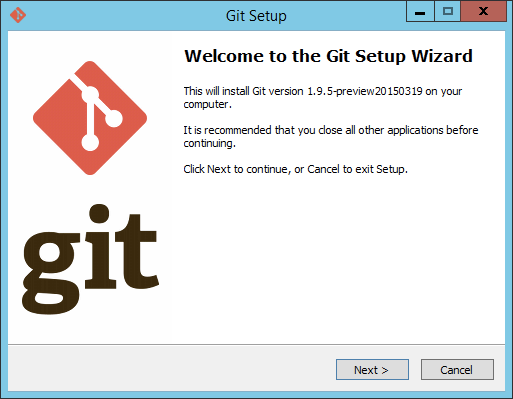 Git Setup
Welcome to the Git Setup Wizard
This will install Git version 1.9.5-preview20150319 on your
computer.
It is recommended that you close all other applications before
continuing.
Click Next to continue, or Cancel to exit Setup.
git
Next >
Cancel